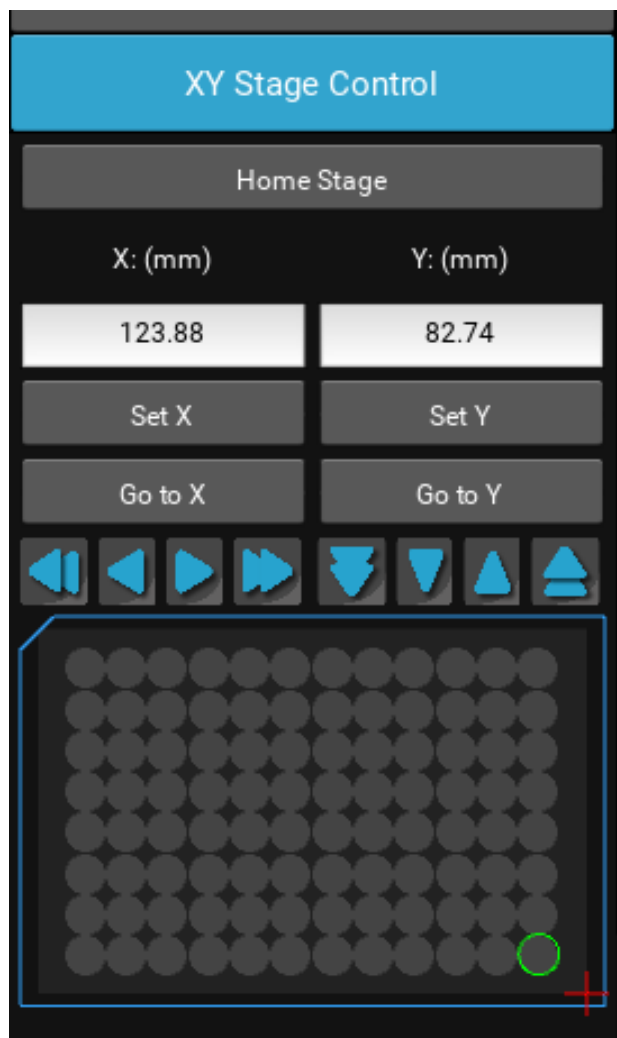 XY Stage Control
Home Stage
X: (mm) Y: (mm)
123.88 82.74
Set X Set Y
Go to X Go to Y